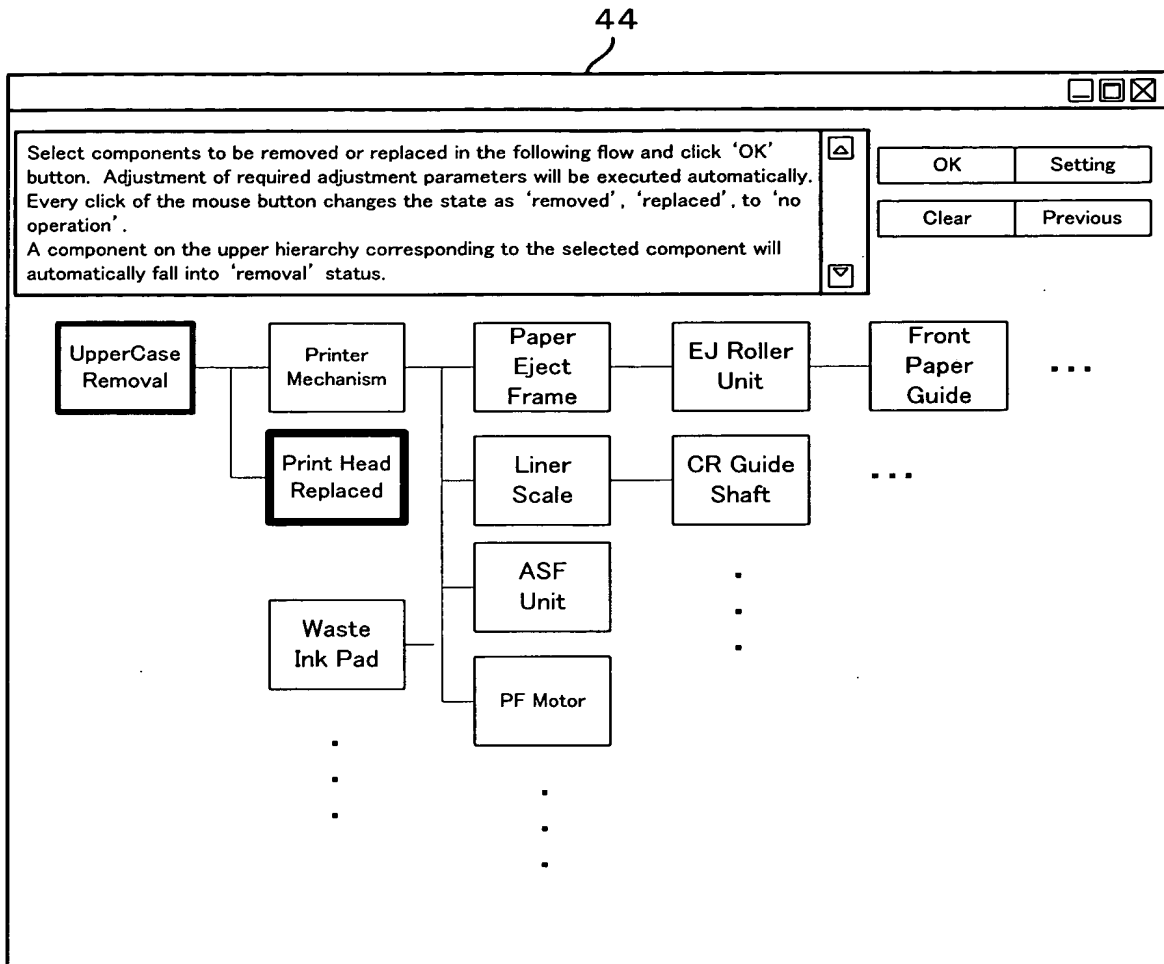 44
Select components to be removed or replaced in the following flow and click ‘OK’
button. Adjustment of required adjustment parameters will be executed automatically.
Every click of the mouse button changes the state as ‘removed’, ‘replaced’, to ‘no
operation’.
A component on the upper hierarchy corresponding to the selected component will
automatically fall into ‘removal’ status.
OK
Setting
Clear
Previous
UpperCase
Removal
Printer
Mechanism
Paper
Eject
Frame
EJ Roller
Unit
Front
Paper
Guide
...
Print Head
Replaced
Liner
Scale
CR Guide
Shaft
...
ASF
Unit
Waste
Ink Pad
PF Motor